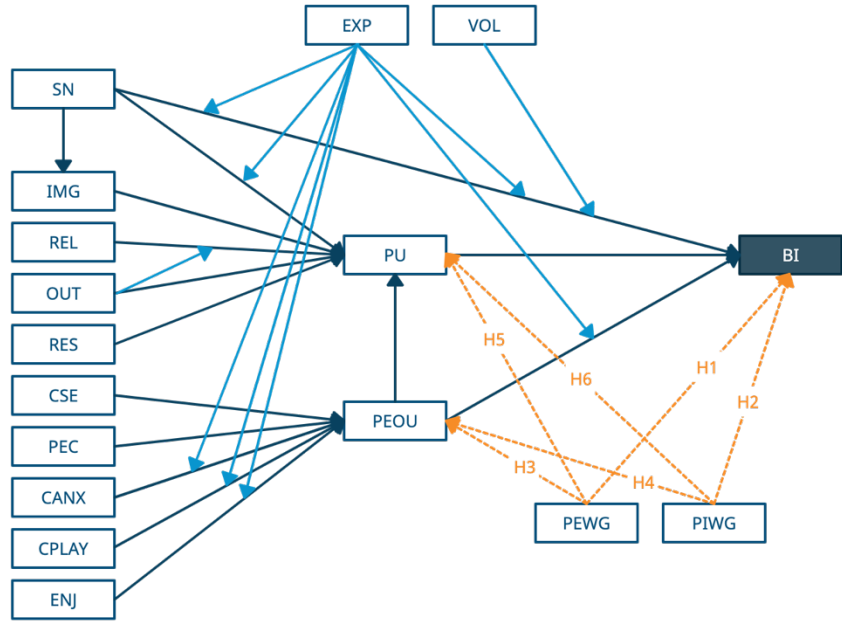 EXP
VOL
SN
IMG
REL
PU
BI
OUT
RES
H5
H6
H1
H2
CSE
PEOU
PEC
H3
H4
CANX
PEWG
PIWG
CPLAY
ENJ